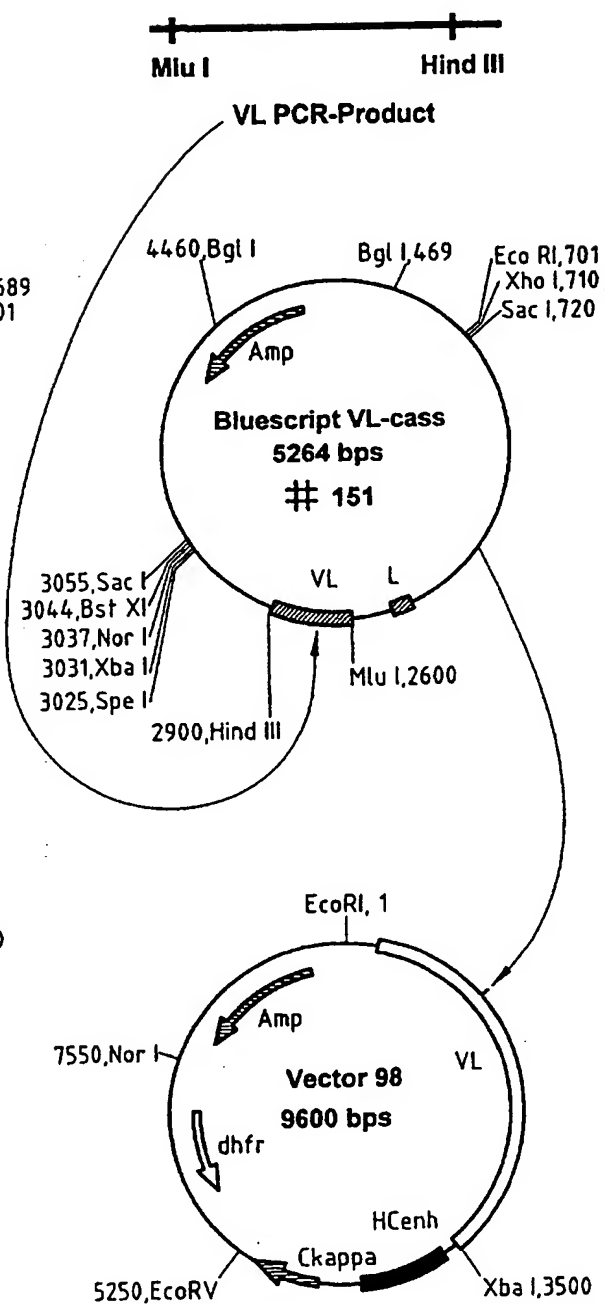 Mlu I
Hind III
VL PCR-Product
4460,Bgl I
Bgl I,469
Eco RI,701
Xho I,710
Sac I,720
689
01
Amp
Bluescript VL-cass
5264 bps
# 151
VL
L
3055,Sac I
3044,Bst XI
3037,Nor I
3031,Xba I
3025,Spe I
2900,Hind III
Mlu I,2600
EcoRI, 1
)
Amp
7550,Nor I
VL
Vector 98
9600 bps
dhfr
HCenh
Ckappa
5250,EcoRV
Xba I,3500